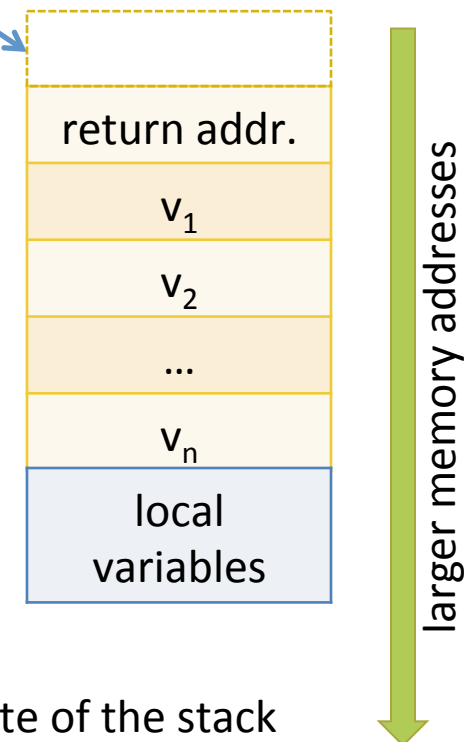 return addr.
v₁
v₂
...
vₙ
local
variables
larger memory addresses
te of the stack